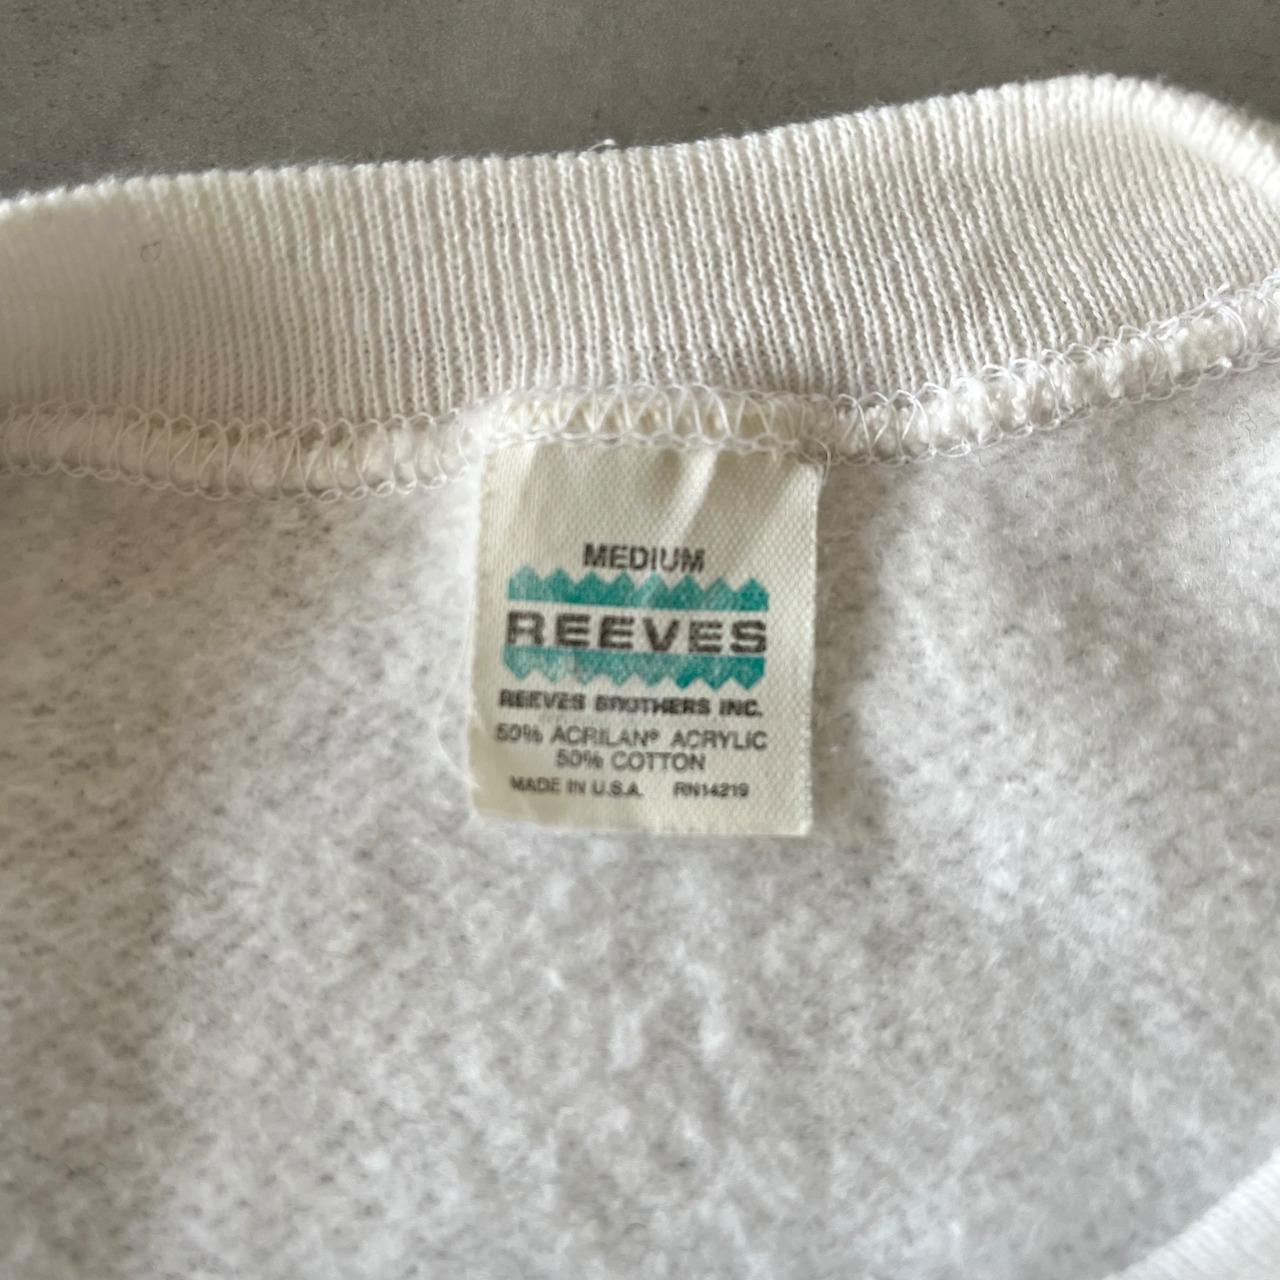 MEDIUM
REEVES
REEVES BROTHERS INC.
50% ACRILAN® ACRYLIC
50% COTTON
MADE IN U.S.A. RN14219